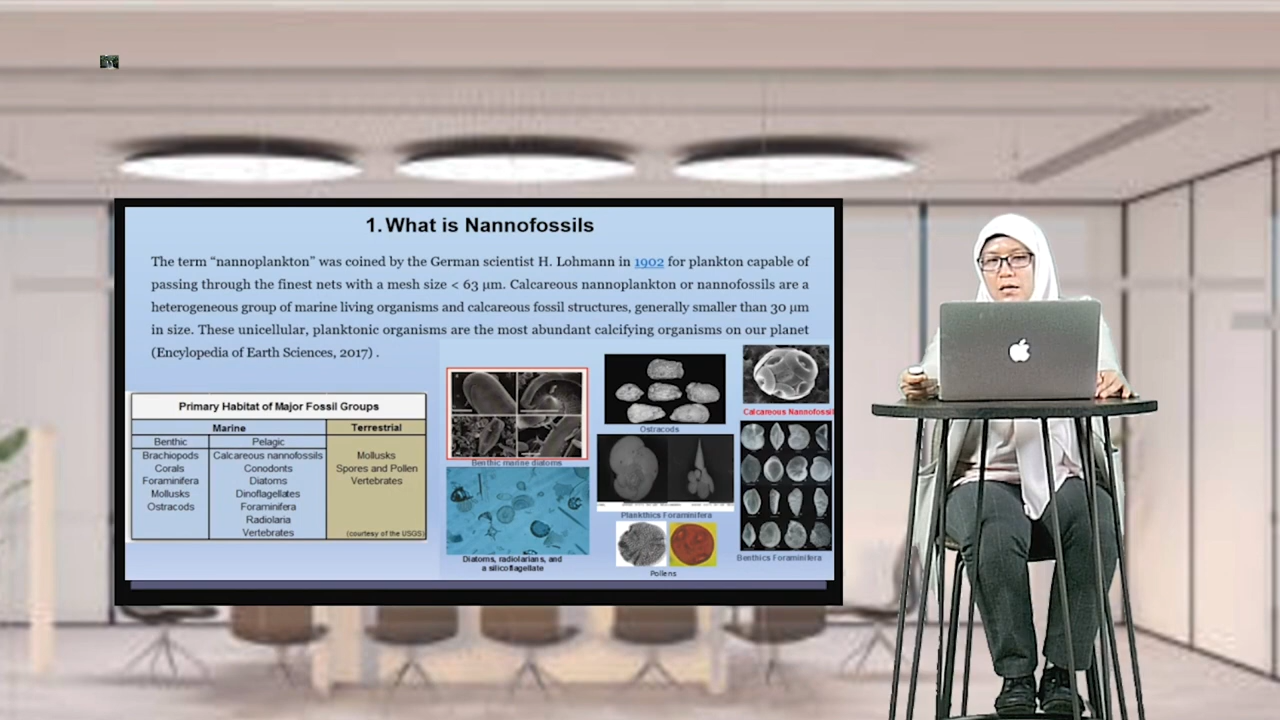 1. What is Nannofossils
The term “nannoplankton” was coined by the German scientist H. Lohmann in 1902 for plankton capable of
passing through the finest nets with a mesh size < 63 µm. Calcareous nannoplankton or nannofossils are a
heterogeneous group of marine living organisms and calcareous fossil structures, generally smaller than 30 µm
in size. These unicellular, planktonic organisms are the most abundant calcifying organisms on our planet
(Encylopedia of Earth Sciences, 2017) .
Primary Habitat of Major Fossil Groups
Marine Terrestrial
Benthic Pelagic
Brachiopods Calcareous nannofossils Mollusks
Corals Conodonts Spores and Pollen
Foraminifera Diatoms Vertebrates
Mollusks Dinoflagellates
Ostracods Foraminifera
Radiolaria
Vertebrates (courtesy of the USGS)
Benthic marine diatoms
Diatoms, radiolarians, and
a silicoflagellate
Ostracods
Plankthics Foraminifera
Pollens
Calcareous Nannofossil
Benthics Foraminifera